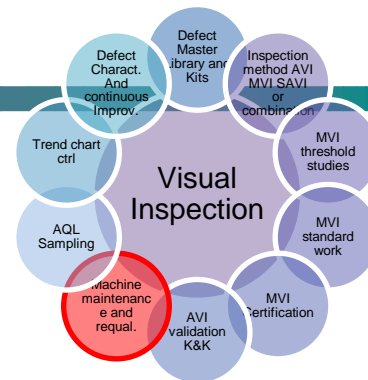 Defect
Master
Library and
Kits
Inspection
method AVI
MVI SAVI
or
combination
MVI
threshold
studies
MVI
standard
work
MVI
Certification
AVI
validation
K&K
Machine
maintenanc
e and
requal.
AQL
Sampling
Trend chart
ctrl
Defect
Charact.
And
continuous
Improv.
Visual
Inspection